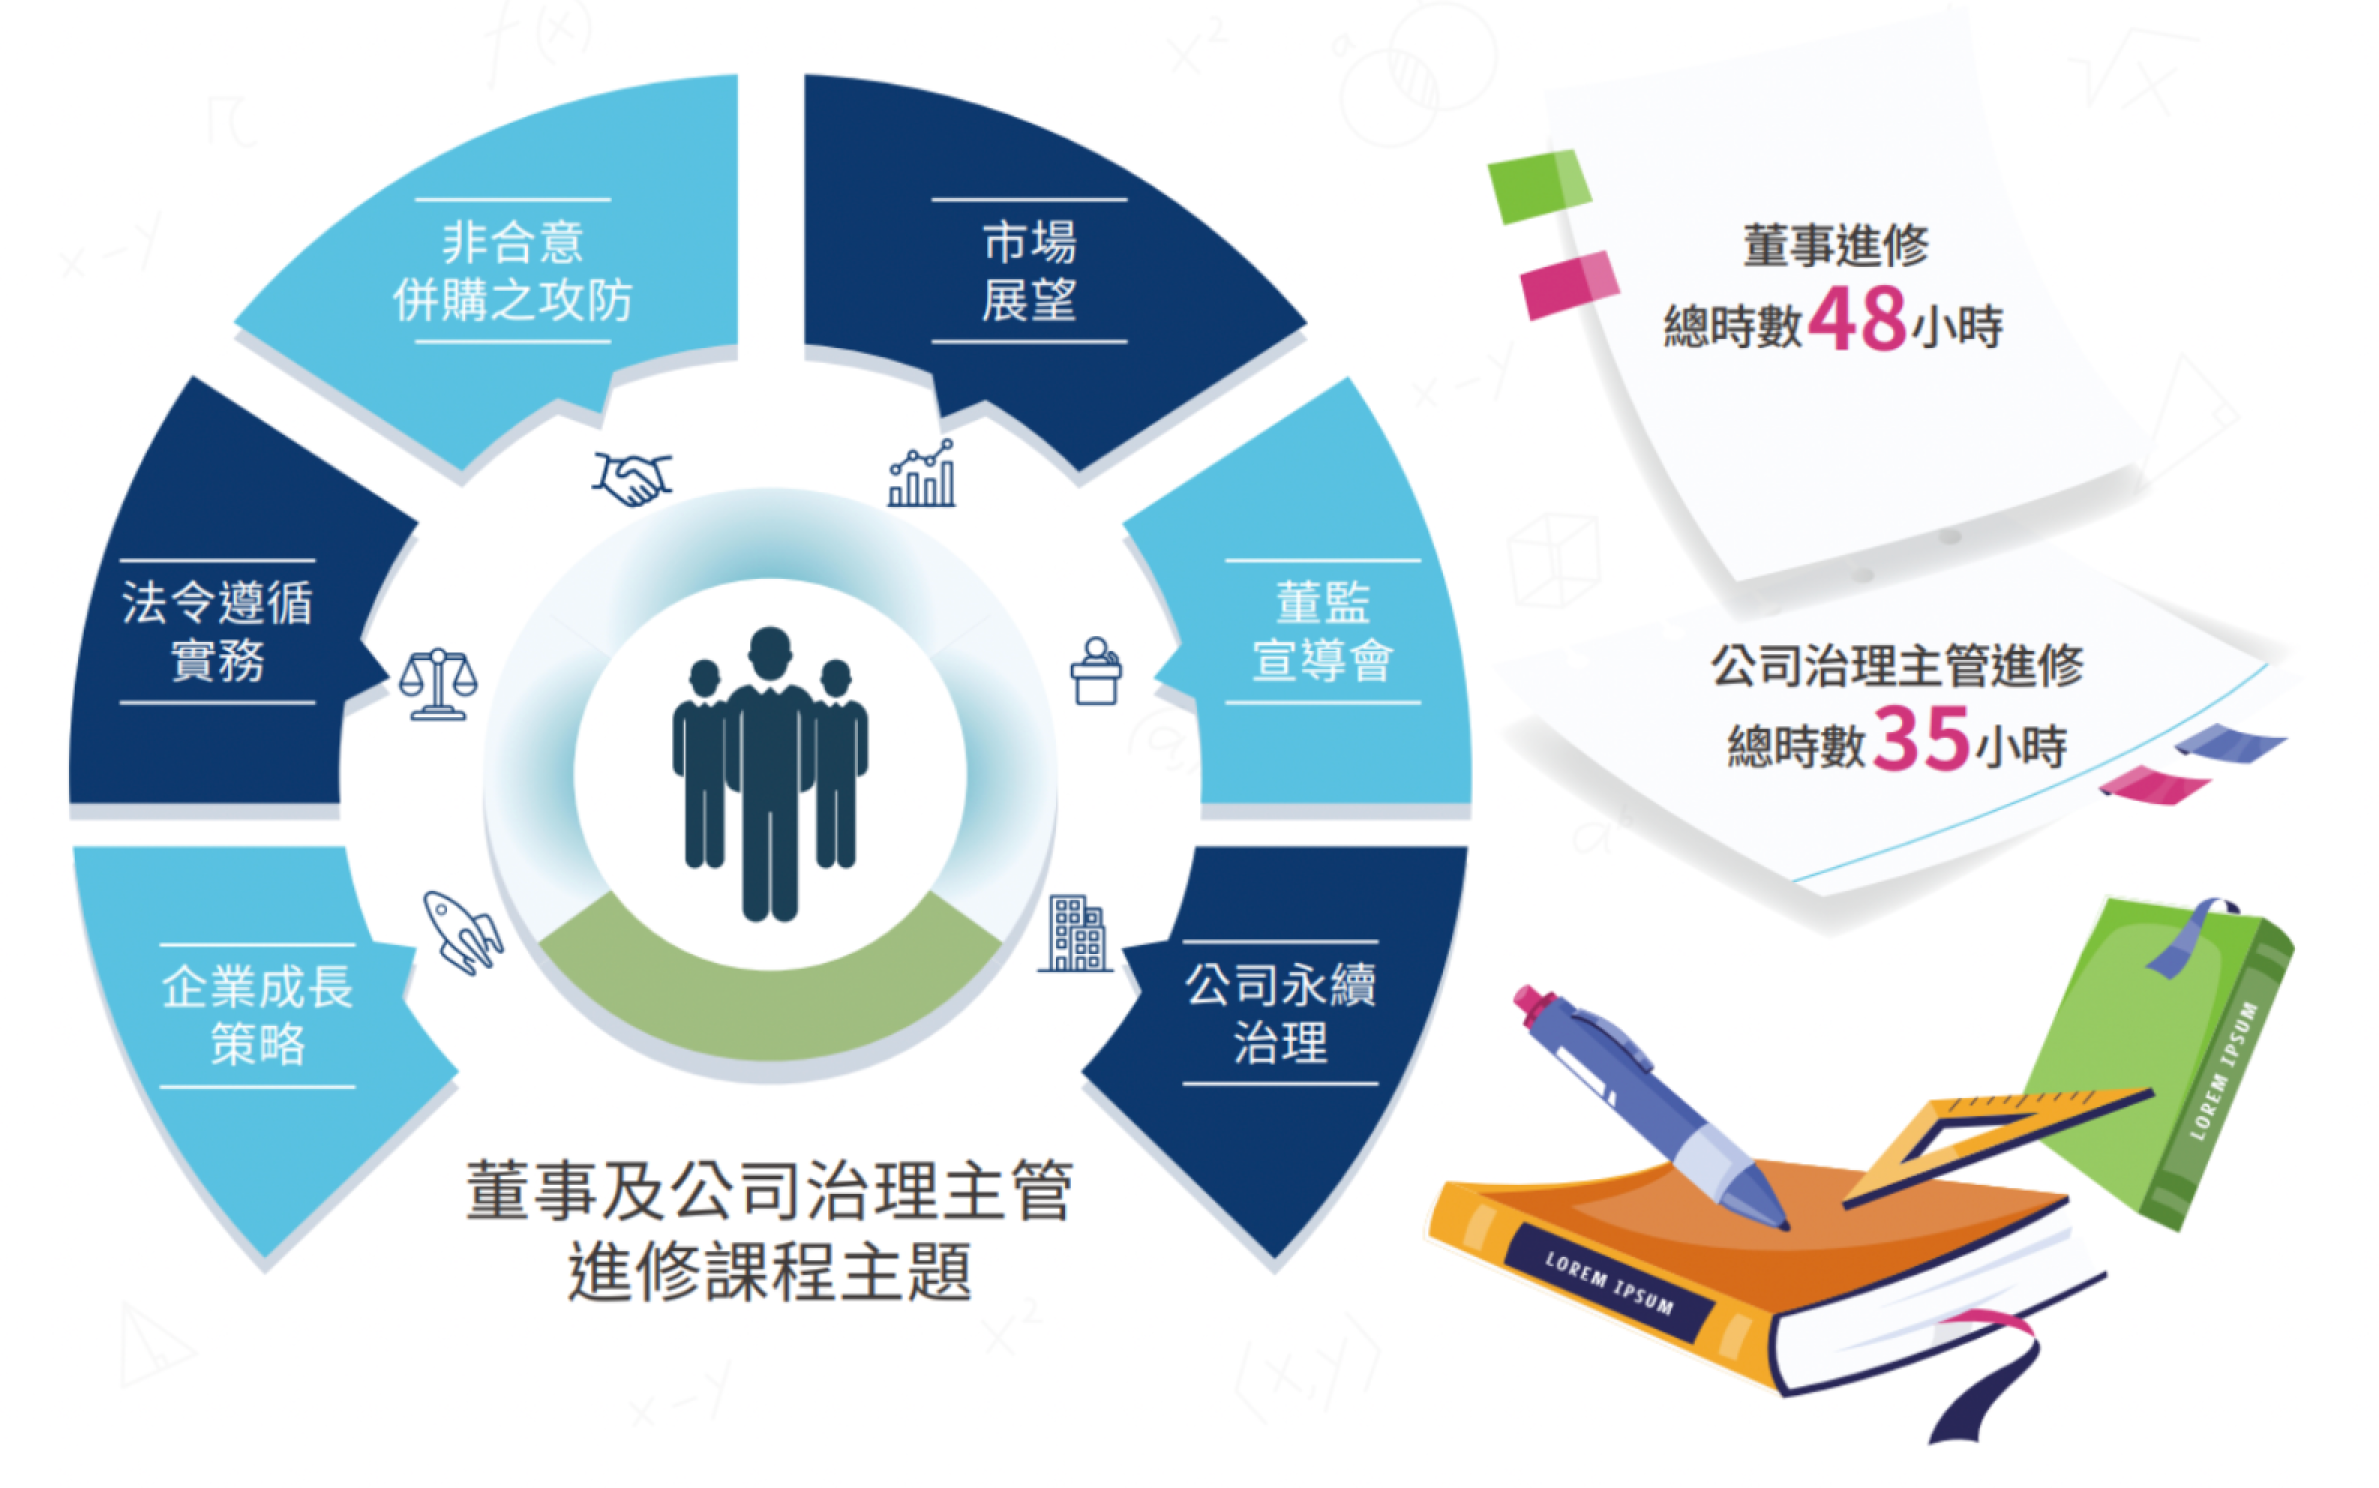 非合意
併購之攻防
市場
展望
法令遵循
實務
董監
宣導會
企業成長
策略
公司永續
治理
董事及公司治理主管
進修課程主題
董事進修
總時數48小時
公司治理主管進修
總時數35小時
LOREM IPSUM
LOREM IPSUM
f(x)
x²
π
√x
x-y
x-y
a
aᵇ
x²
x-y
(x,y)